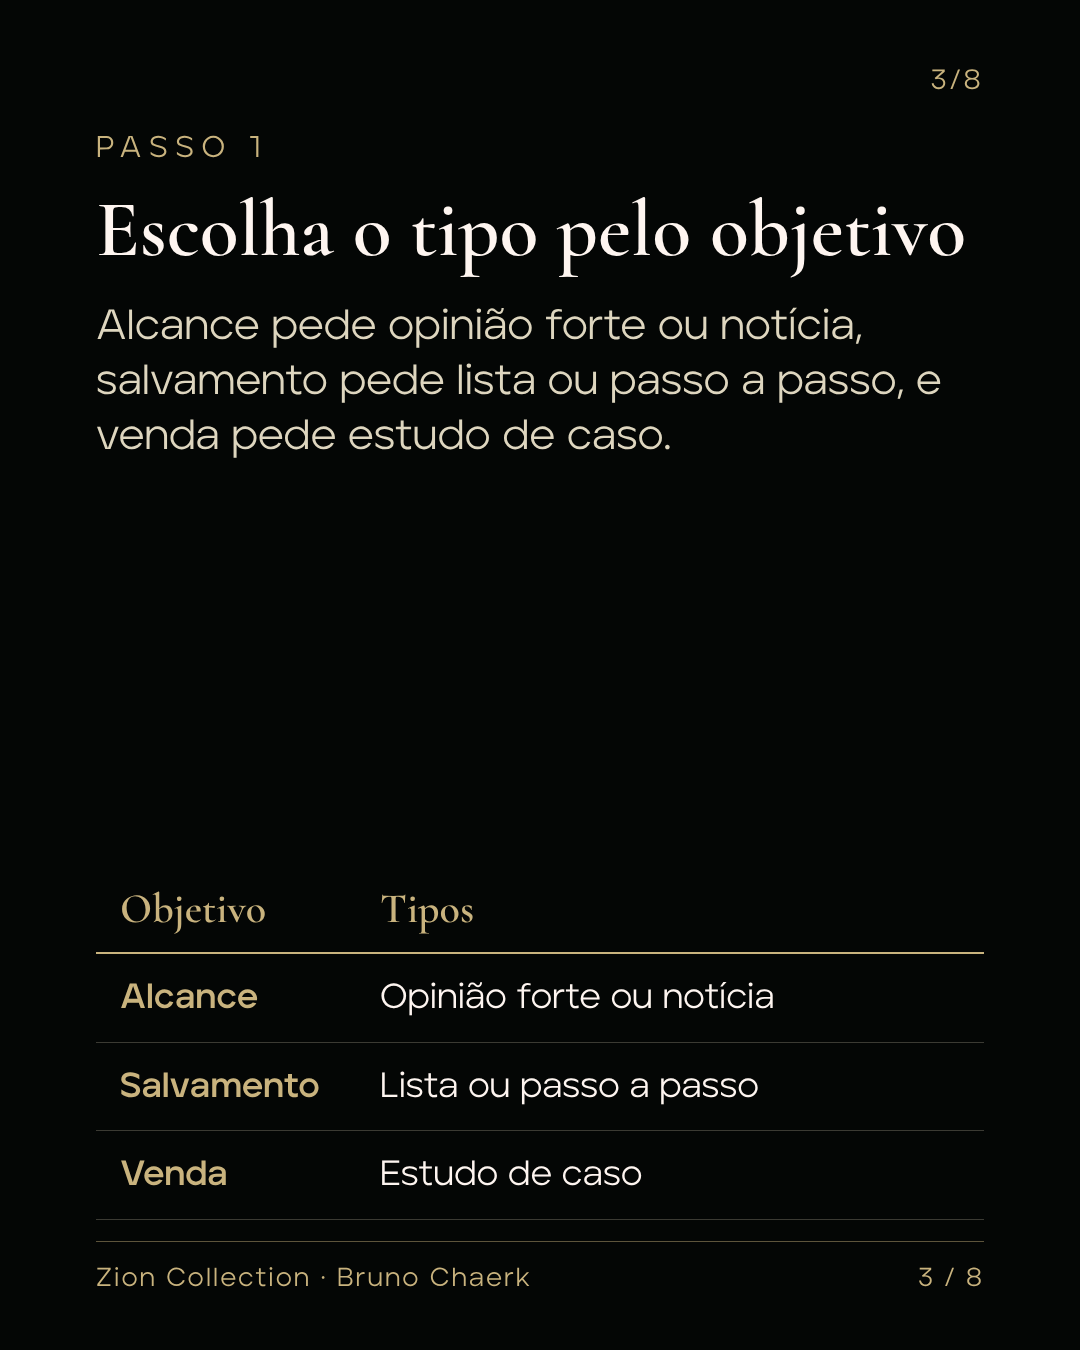 3/8
PASSO 1
Escolha o tipo pelo objetivo
Alcance pede opinião forte ou notícia,
salvamento pede lista ou passo a passo, e
venda pede estudo de caso.
Objetivo Tipos
Alcance Opinião forte ou notícia
Salvamento Lista ou passo a passo
Venda Estudo de caso
Zion Collection · Bruno Chaerk 3 / 8